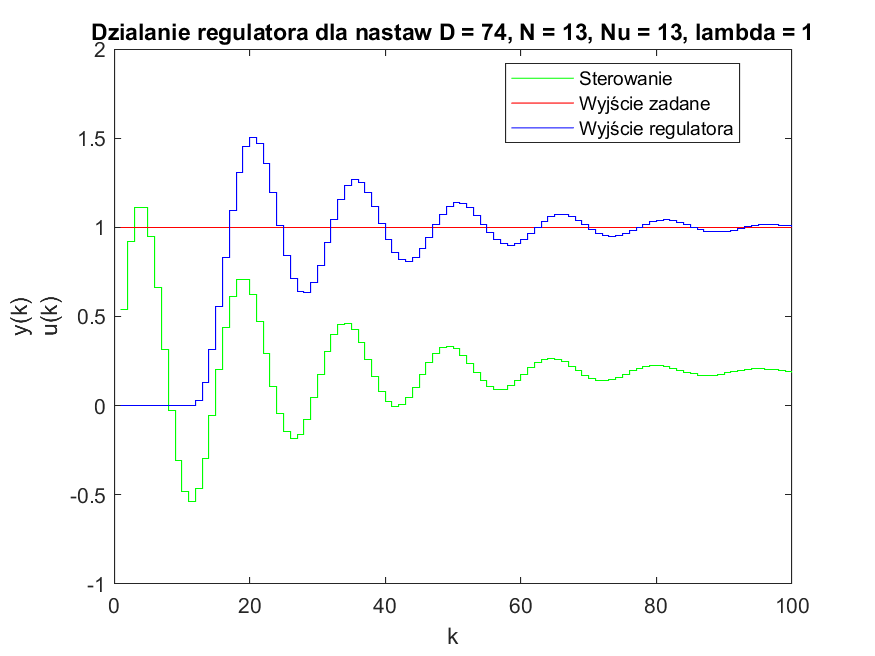 Dzialanie regulatora dla nastaw D = 74, N = 13, Nu = 13, lambda = 1
2
1.5
1
0.5
0
-0.5
-1
y(k)
u(k)
Sterowanie
Wyjście zadane
Wyjście regulatora
0
20
40
60
80
100
k